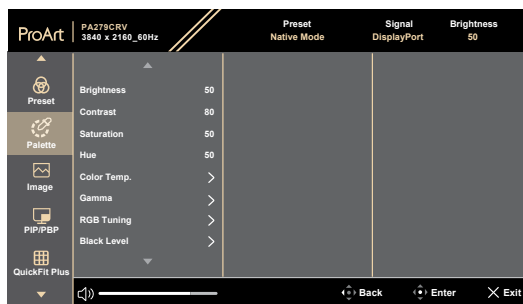 ProArt
PA279CRV
3840 x 2160_60Hz
Preset
Native Mode
Signal
DisplayPort
Brightness
50
Preset
Palette
Image
PIP/PBP
QuickFit Plus
Brightness 50
Contrast 80
Saturation 50
Hue 50
Color Temp.
Gamma
RGB Tuning
Black Level
Back
Enter
Exit